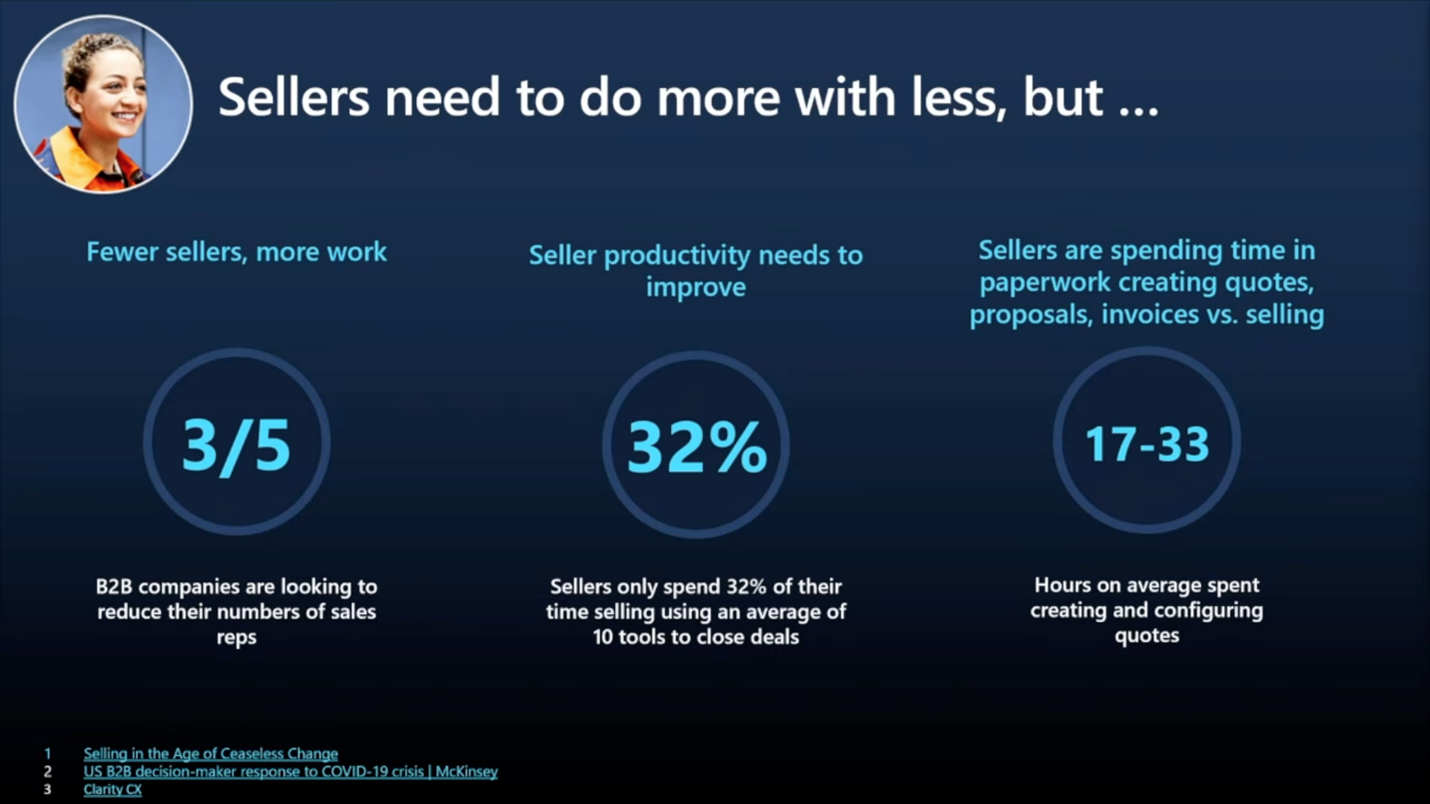 Sellers need to do more with less, but ...
Fewer sellers, more work
3/5
B2B companies are looking to
reduce their numbers of sales
reps
Seller productivity needs to
improve
32%
Sellers only spend 32% of their
time selling using an average of
10 tools to close deals
Sellers are spending time in
paperwork creating quotes,
proposals, invoices vs. selling
17-33
Hours on average spent
creating and configuring
quotes
1 Selling in the Age of Ceaseless Change
2 US B2B decision-maker response to COVID-19 crisis | McKinsey
3 Clarity CX